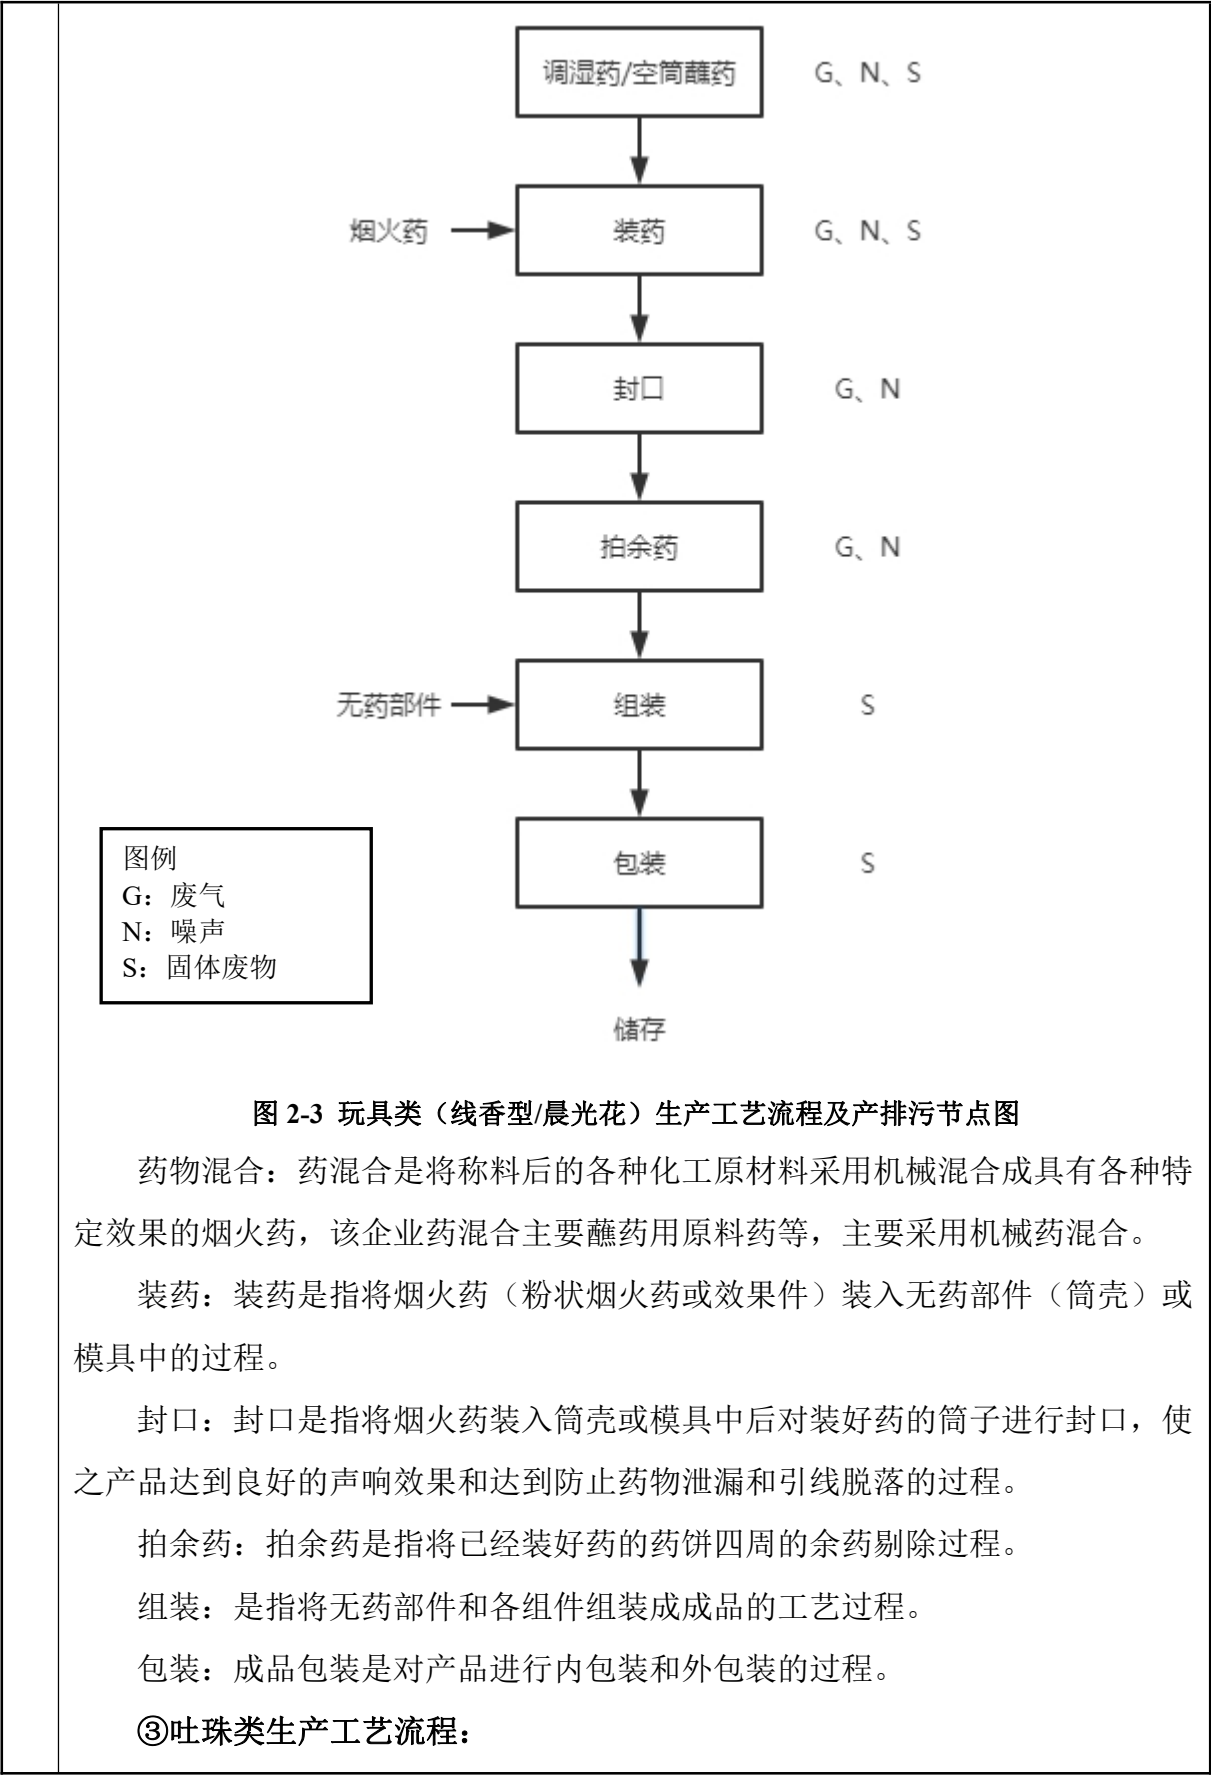 调湿药/空筒蘸药 G、N、S
烟火药 装药 G、N、S
封口 G、N
拍余药 G、N
无药部件 组装 S
包装 S
图例
G：废气
N：噪声
S：固体废物
储存
图 2-3 玩具类（线香型/晨光花）生产工艺流程及产排污节点图
药物混合：药混合是将称料后的各种化工原材料采用机械混合成具有各种特
定效果的烟火药，该企业药混合主要蘸药用原料药等，主要采用机械药混合。
装药：装药是指将烟火药（粉状烟火药或效果件）装入无药部件（筒壳）或
模具中的过程。
封口：封口是指将烟火药装入筒壳或模具中后对装好药的筒子进行封口，使
之产品达到良好的声响效果和达到防止药物泄漏和引线脱落的过程。
拍余药：拍余药是指将已经装好药的药饼四周的余药剔除过程。
组装：是指将无药部件和各组件组装成成品的工艺过程。
包装：成品包装是对产品进行内包装和外包装的过程。
③吐珠类生产工艺流程：